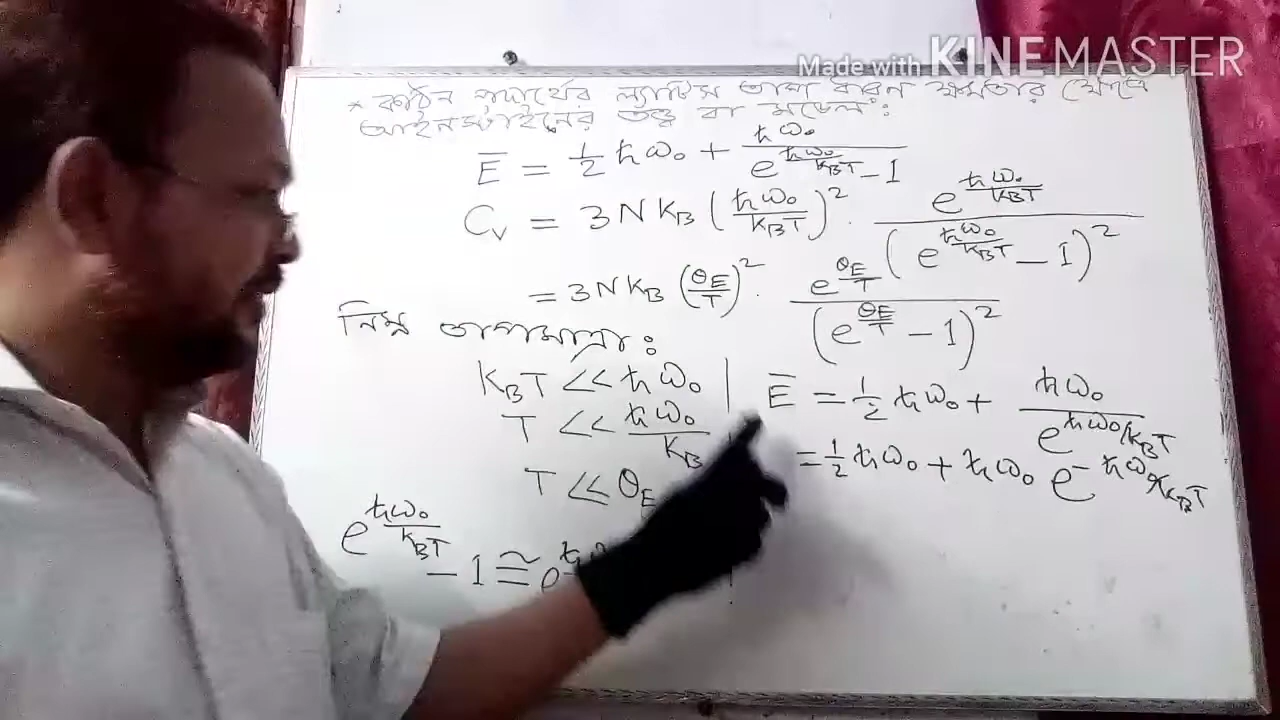 Made with KINEMASTER
* কঠিন পদার্থের ল্যাটিস তাপ ধারণ ক্ষমতার ক্ষেত্রে
আইনস্টাইনের তত্ত্ব বা মডেল:
Ē = 1/2 ħω₀ + ħω₀ / (e^(ħω₀/K_BT) - 1)
C_v = 3NK_B (ħω₀/K_BT)² · e^(ħω₀/K_BT) / (e^(ħω₀/K_BT) - 1)²
= 3NK_B (θ_E/T)² · e^(θ_E/T) / (e^(θ_E/T) - 1)²
নিম্ন তাপমাত্রা:
K_BT << ħω₀
T << ħω₀/K_B
T << θ_E
e^(ħω₀/K_BT) - 1 ≅ e
Ē = 1/2 ħω₀ + ħω₀ / e^(ħω₀/K_BT)
= 1/2 ħω₀ + ħω₀ e^(-ħω₀/K_BT)